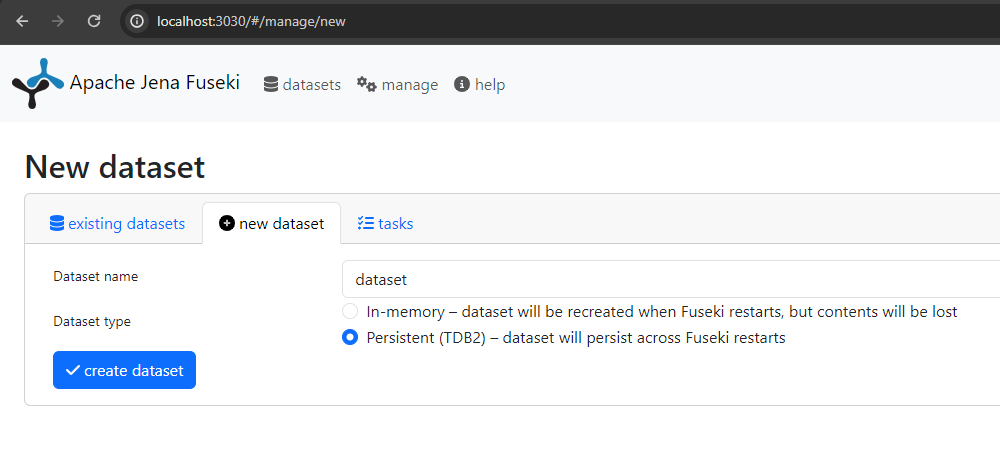 localhost:3030/#/manage/new
Apache Jena Fuseki datasets manage help
New dataset
existing datasets new dataset tasks
Dataset name dataset
In-memory – dataset will be recreated when Fuseki restarts, but contents will be lost
Dataset type
Persistent (TDB2) – dataset will persist across Fuseki restarts
create dataset